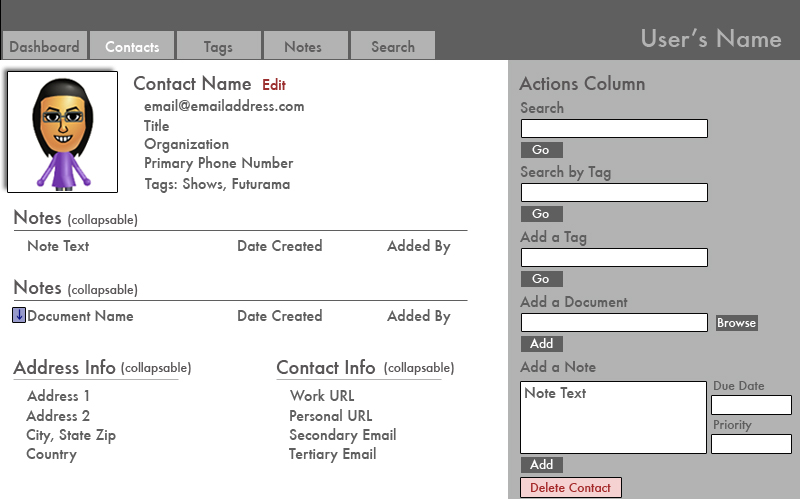 Dashboard Contacts Tags Notes Search
User's Name
Contact Name Edit
email@emailaddress.com
Title
Organization
Primary Phone Number
Tags: Shows, Futurama
Notes (collapsable)
Note Text Date Created Added By
Notes (collapsable)
↓ Document Name Date Created Added By
Address Info (collapsable)
Address 1
Address 2
City, State Zip
Country
Contact Info (collapsable)
Work URL
Personal URL
Secondary Email
Tertiary Email
Actions Column
Search
Go
Search by Tag
Go
Add a Tag
Go
Add a Document
Browse
Add
Add a Note
Note Text
Due Date
Priority
Add
Delete Contact